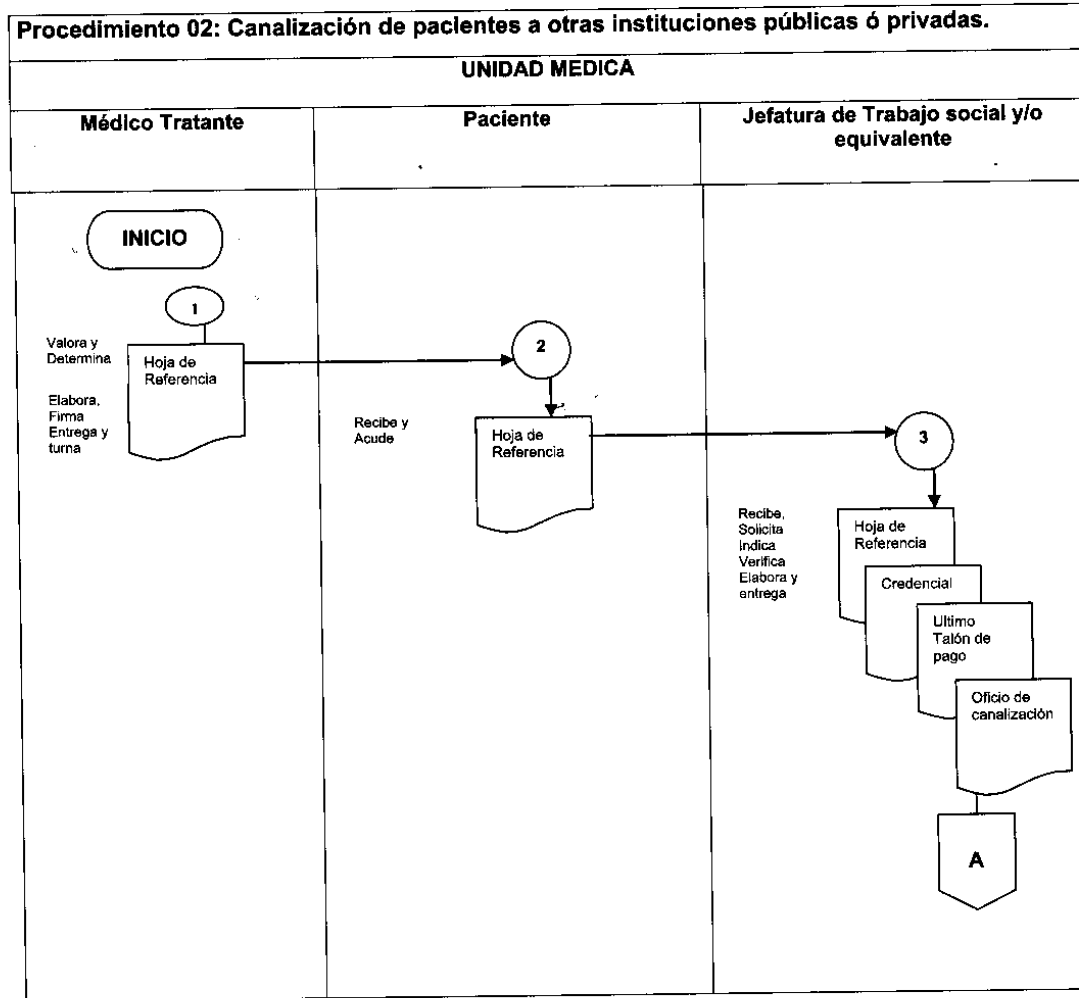 Procedimiento 02: Canalización de pacientes a otras instituciones públicas ó privadas.
UNIDAD MEDICA
Médico Tratante
Paciente
Jefatura de Trabajo social y/o
equivalente
INICIO
1
Valora y
Determina
Elabora,
Firma
Entrega y
turna
Hoja de
Referencia
2
Recibe y
Acude
Hoja de
Referencia
3
Recibe,
Solicita
Indica
Verifica
Elabora y
entrega
Hoja de
Referencia
Credencial
Ultimo
Talón de
pago
Oficio de
canalización
A